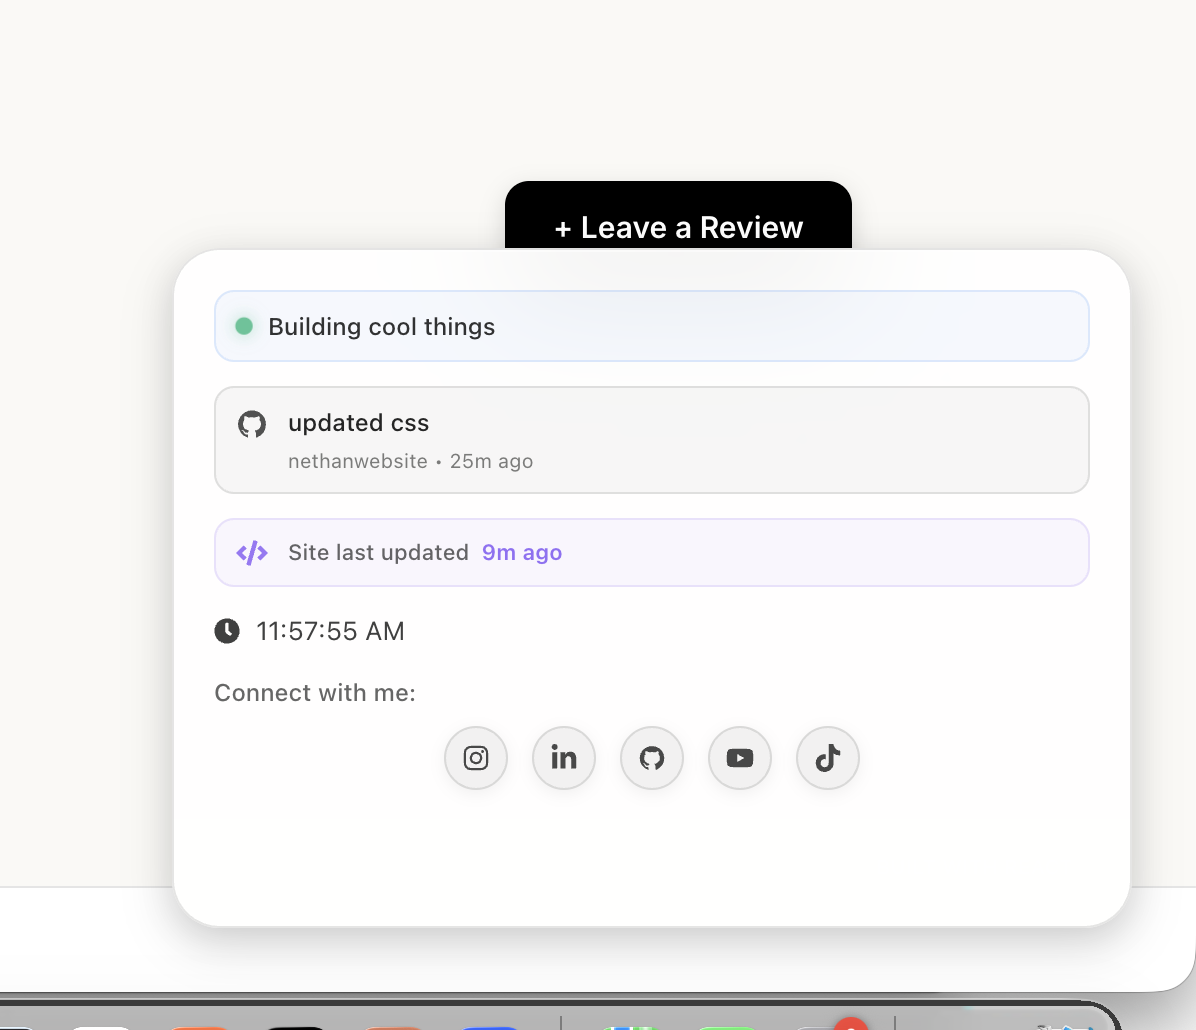 + Leave a Review
Building cool things
updated css
nethanwebsite • 25m ago
Site last updated 9m ago
11:57:55 AM
Connect with me: